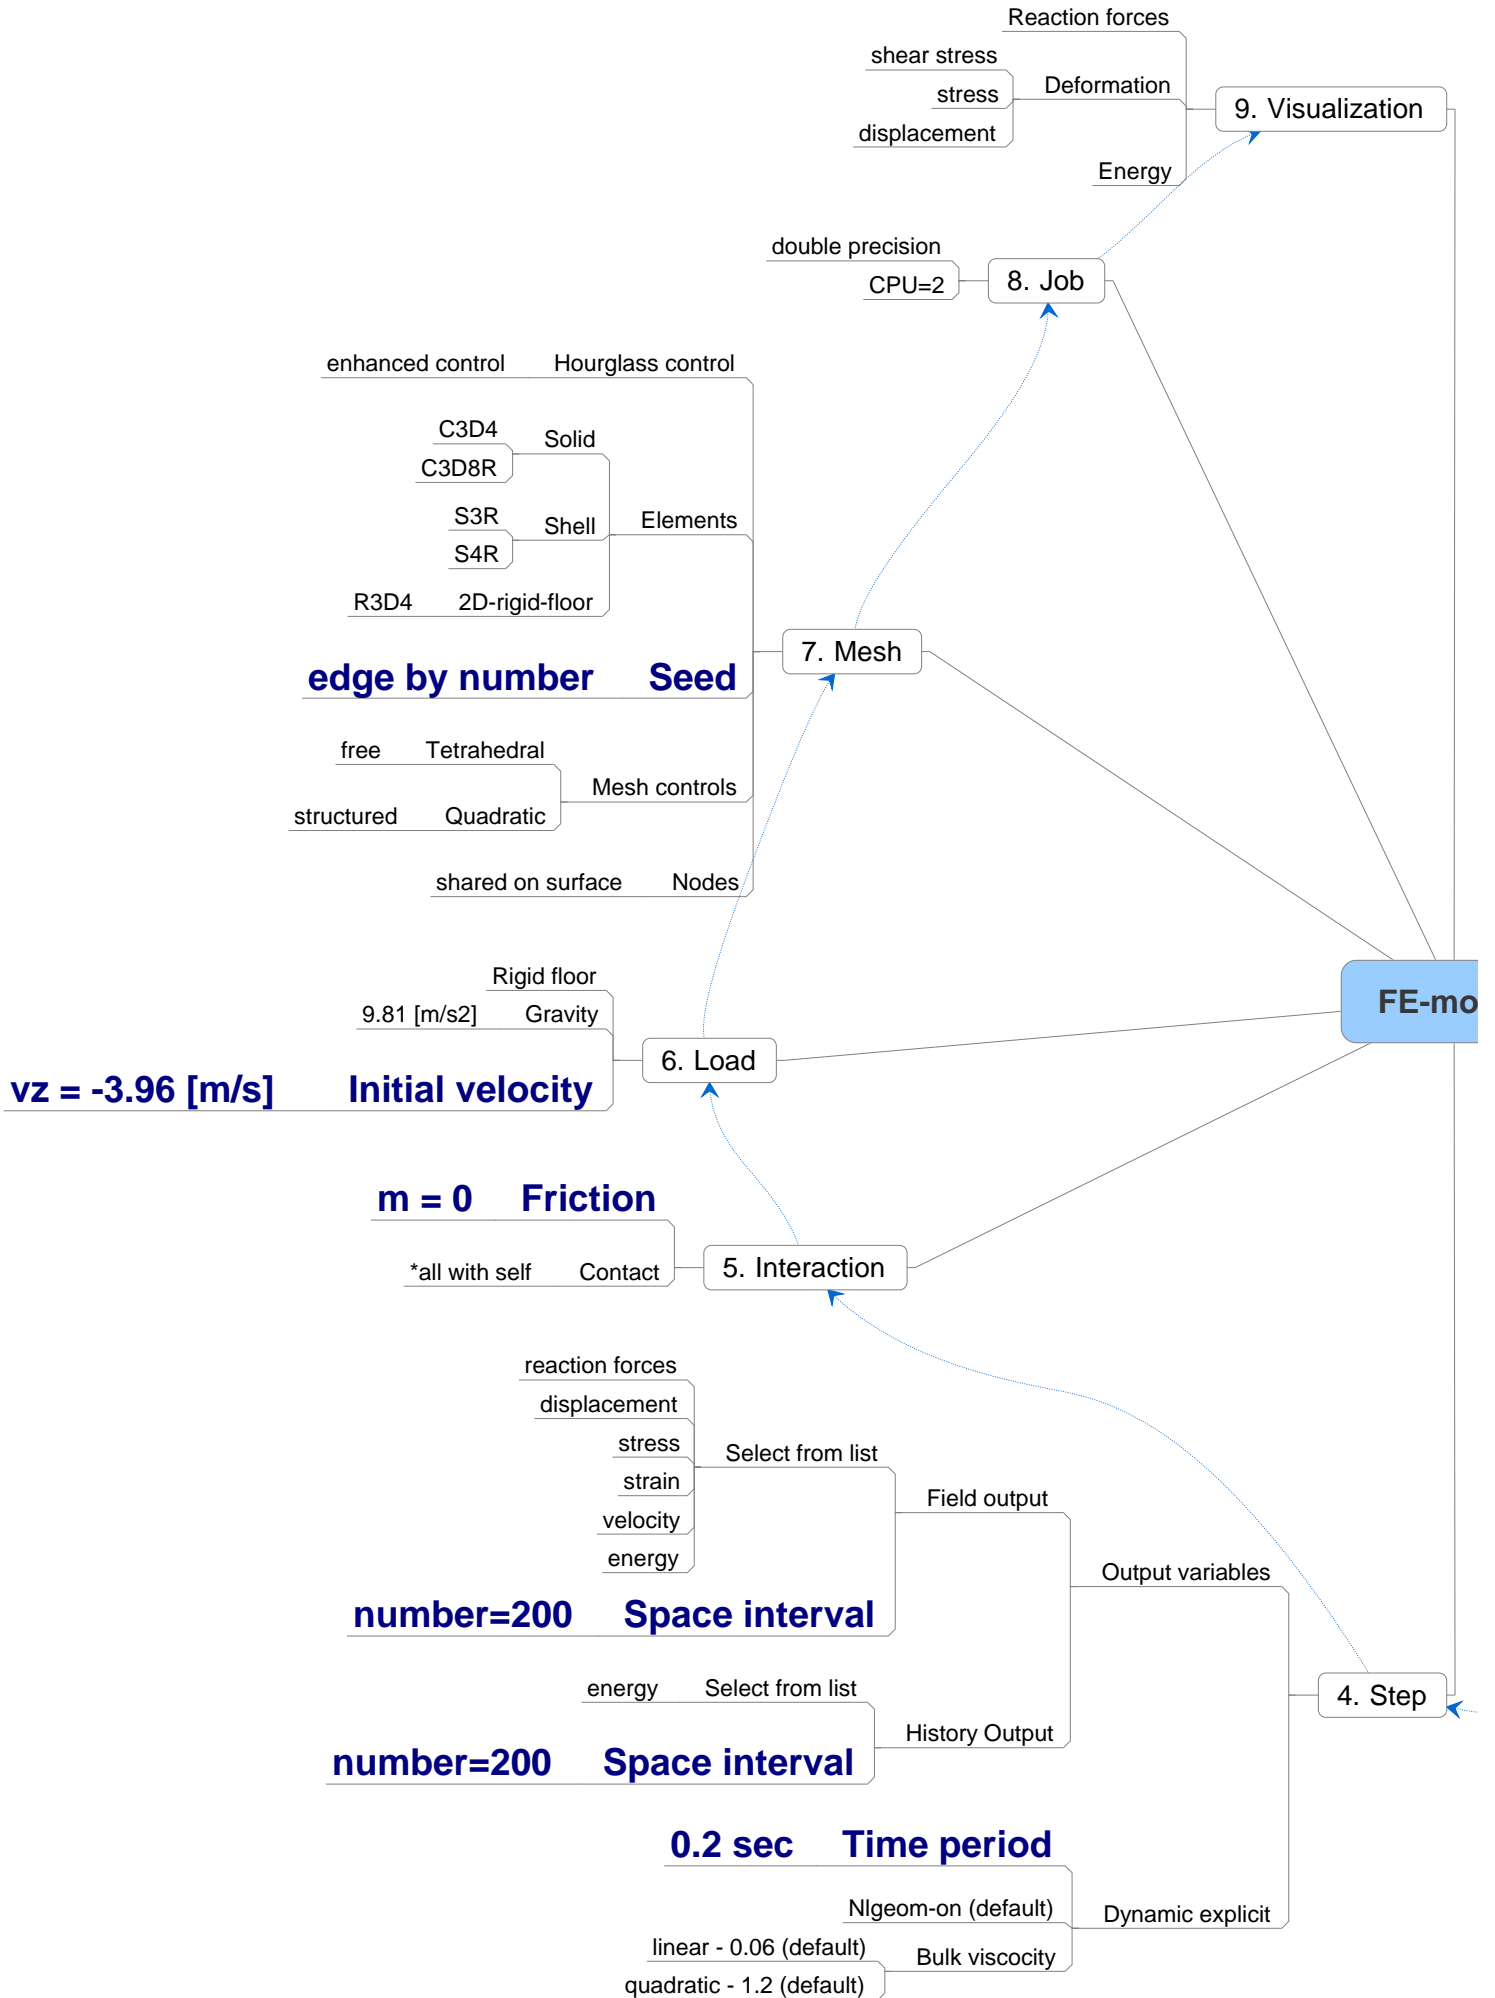 Reaction forces
shear stress
stress
displacement
Deformation
Energy
9. Visualization
double precision
CPU=2
8. Job
enhanced control Hourglass control
C3D4
C3D8R
Solid
S3R
S4R
Shell
R3D4 2D-rigid-floor
Elements
edge by number Seed
free Tetrahedral
structured Quadratic
Mesh controls
shared on surface Nodes
7. Mesh
Rigid floor
9.81 [m/s2] Gravity
vz = -3.96 [m/s] Initial velocity
6. Load
FE-mo
m = 0 Friction
*all with self Contact
5. Interaction
reaction forces
displacement
stress
strain
velocity
energy
Select from list
number=200 Space interval
Field output
energy Select from list
number=200 Space interval
History Output
Output variables
0.2 sec Time period
Nlgeom-on (default)
linear - 0.06 (default)
quadratic - 1.2 (default)
Bulk viscocity
Dynamic explicit
4. Step